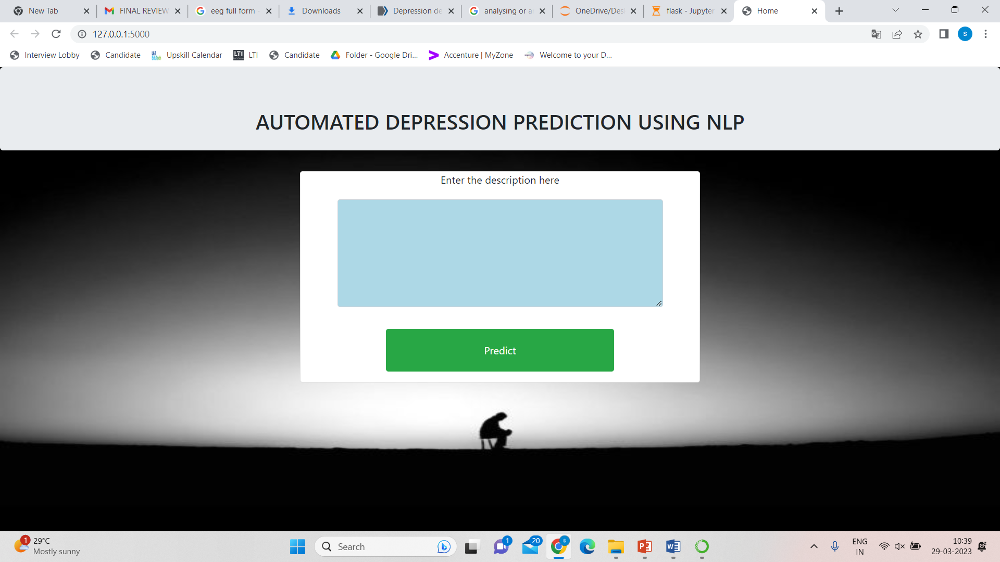 New Tab
FINAL REVIEW
eeg full form -
Downloads
Depression de
analysing or a
OneDrive/Des
flask - Jupyter
Home
127.0.0.1:5000
S
Interview Lobby
Candidate
L&T EduTech
Upskill Calendar
LTI
LTI
Candidate
Folder - Google Dri...
Accenture | MyZone
Welcome to your D...
AUTOMATED DEPRESSION PREDICTION USING NLP
Enter the description here
Predict
1
29°C
Mostly sunny
Search
1
20
S
ENG
IN
10:39
29-03-2023